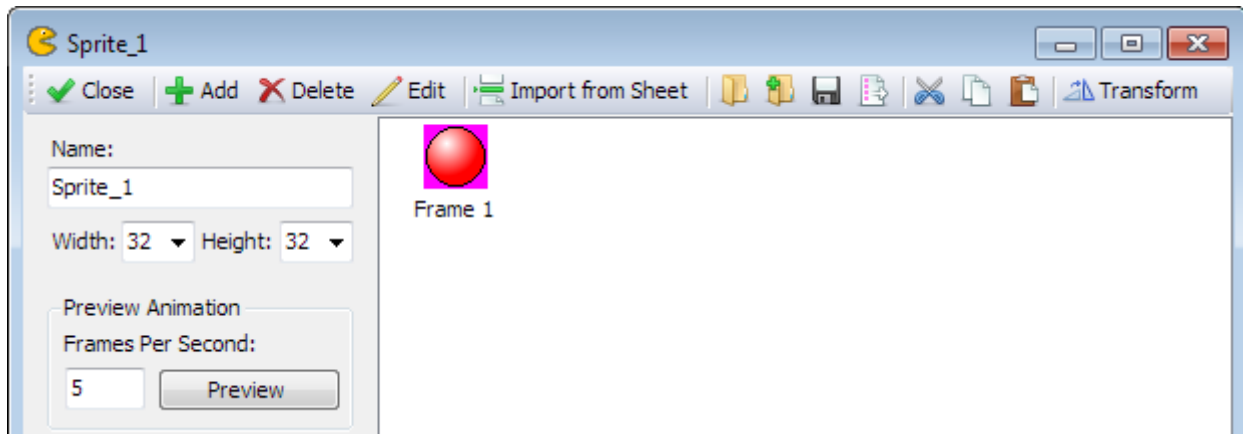 Sprite_1
Close Add Delete Edit Import from Sheet Transform
Name:
Sprite_1
Width: 32 Height: 32
Preview Animation
Frames Per Second:
5 Preview
Frame 1